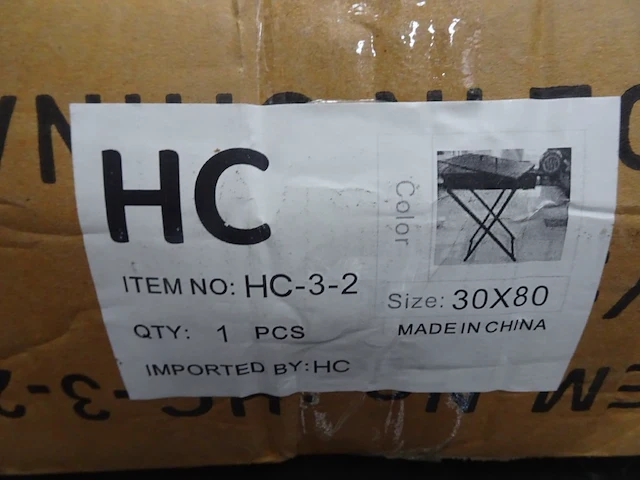 HC
ITEM NO: HC-3-2
QTY: 1 PCS
IMPORTED BY: HC
Color
Size: 30X80
MADE IN CHINA